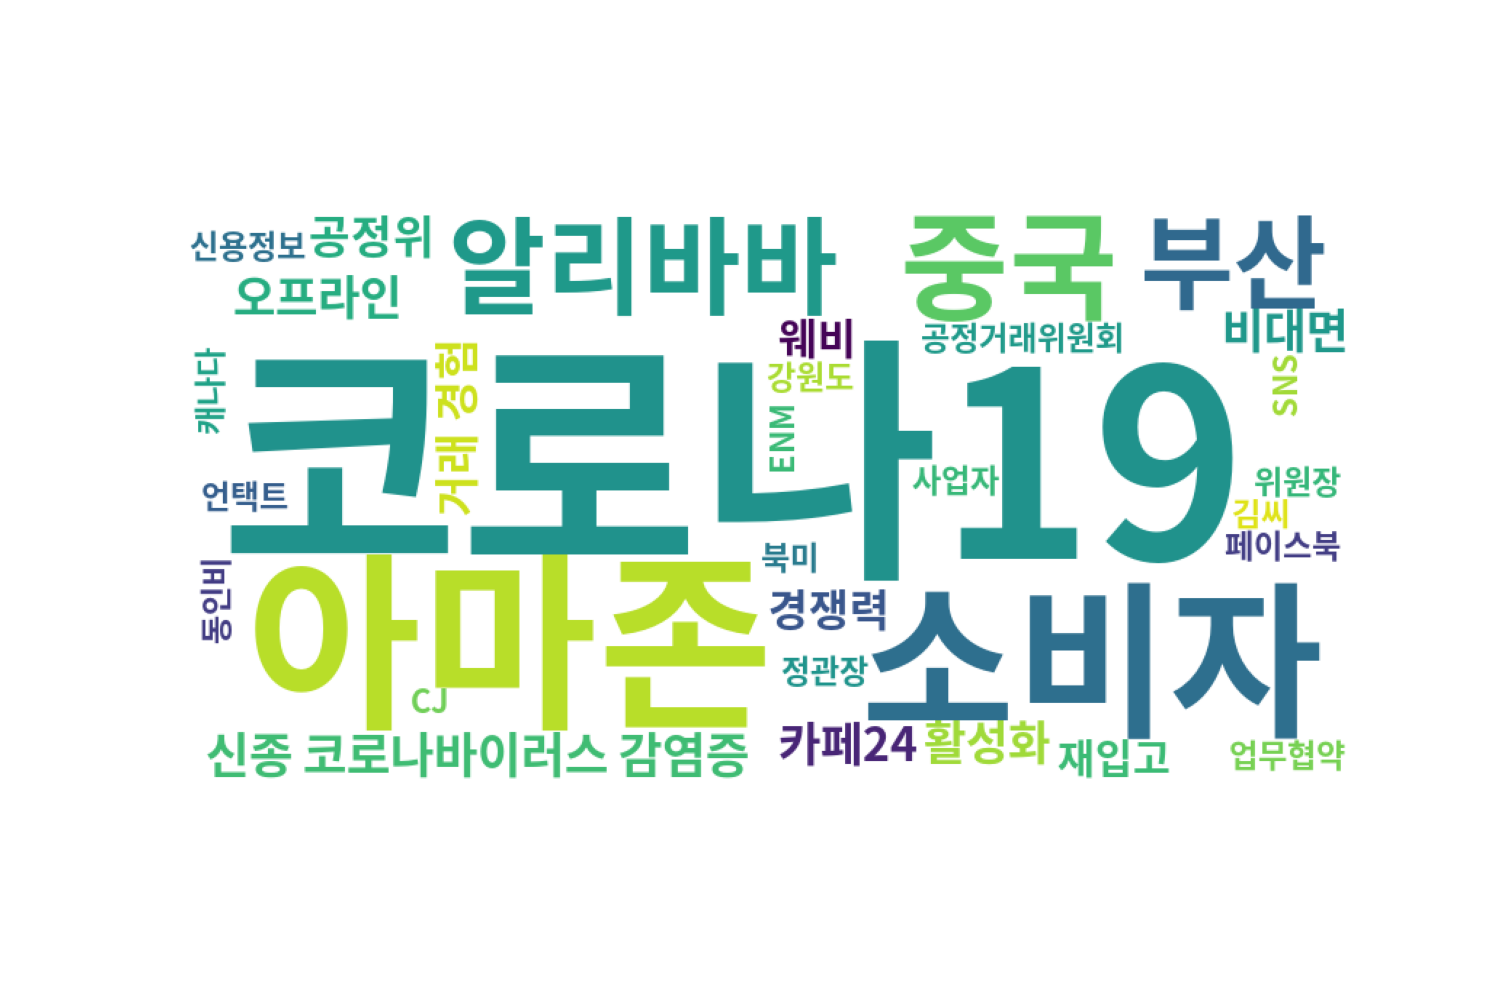 신용정보
공정위
알리바바
중국
부산
오프라인
웨비
공정거래위원회
비대면
캐나다
거래 경험
강원도
SNS
코로나19
ENM
사업자
위원장
언택트
김씨
페이스북
북미
동인비
아마존
경쟁력
소비자
정관장
CJ
신종 코로나바이러스 감염증
카페24
활성화
재입고
업무협약